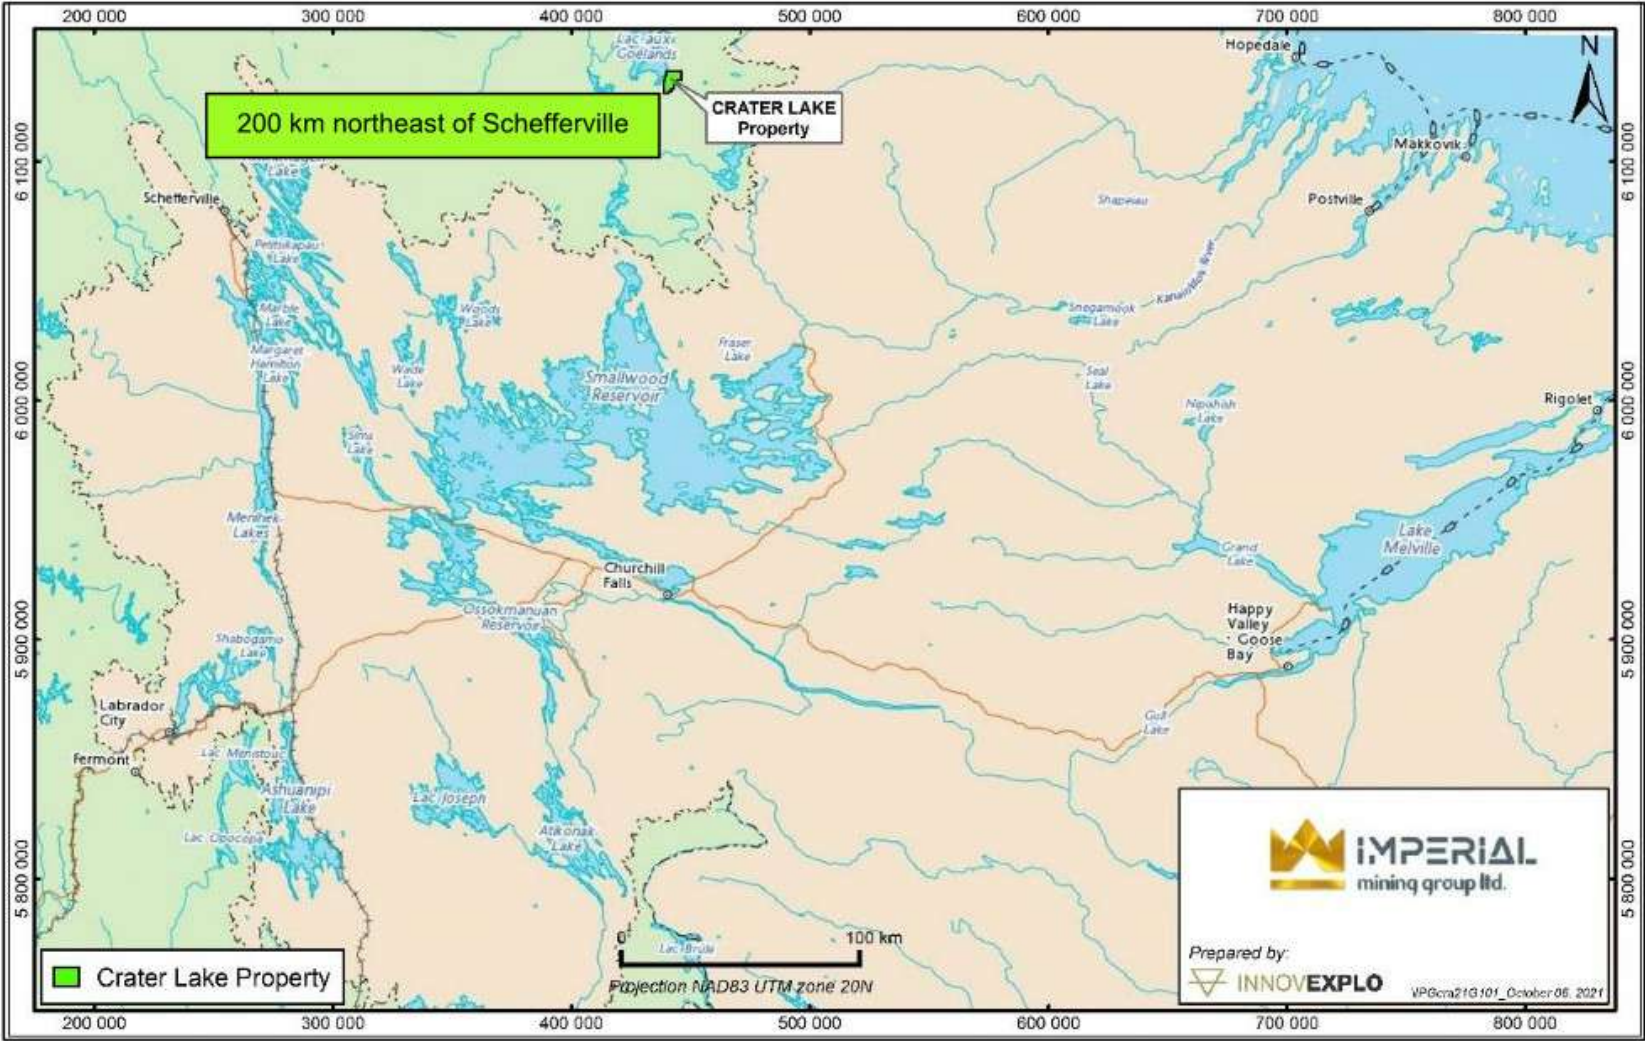 200 000 300 000 400 000 500 000 600 000 700 000 800 000
Lac aux
Goélands
Hopedale
N
CRATER LAKE
Property
200 km northeast of Schefferville
6 100 000
6 100 000
Makkovik
Lake
Schefferville
Postville
Shapeiau
Petitsikapau
Lake
Kanairiktok River
Marble
Lake
Woods
Lake
Snegamook
Lake
Margaret
Hamilton
Lake
Wade
Lake
Fraser
Lake
Smallwood
Reservoir
Seal
Lake
Nipishish
Lake
Rigolet
6 000 000
6 000 000
Sims
Lake
Menihek
Lakes
Lake
Melville
Grand
Lake
Churchill
Falls
Ossokmanuan
Reservoir
Happy
Valley
- Goose
Bay
5 900 000
5 900 000
Shabogamo
Lake
Labrador
City
Gull
Lake
Fermont
Lac Menistouc
Ashuanipi
Lake
Lac Joseph
Atikonak
Lake
Lac Opocopa
5 800 000
5 800 000
IMPERIAL
mining group ltd.
0 100 km
Lac Brûlé
Prepared by:
INNOVEXPLO
Crater Lake Property
Projection NAD83 UTM zone 20N
IPGcra21G101_October 06, 2021
200 000 300 000 400 000 500 000 600 000 700 000 800 000